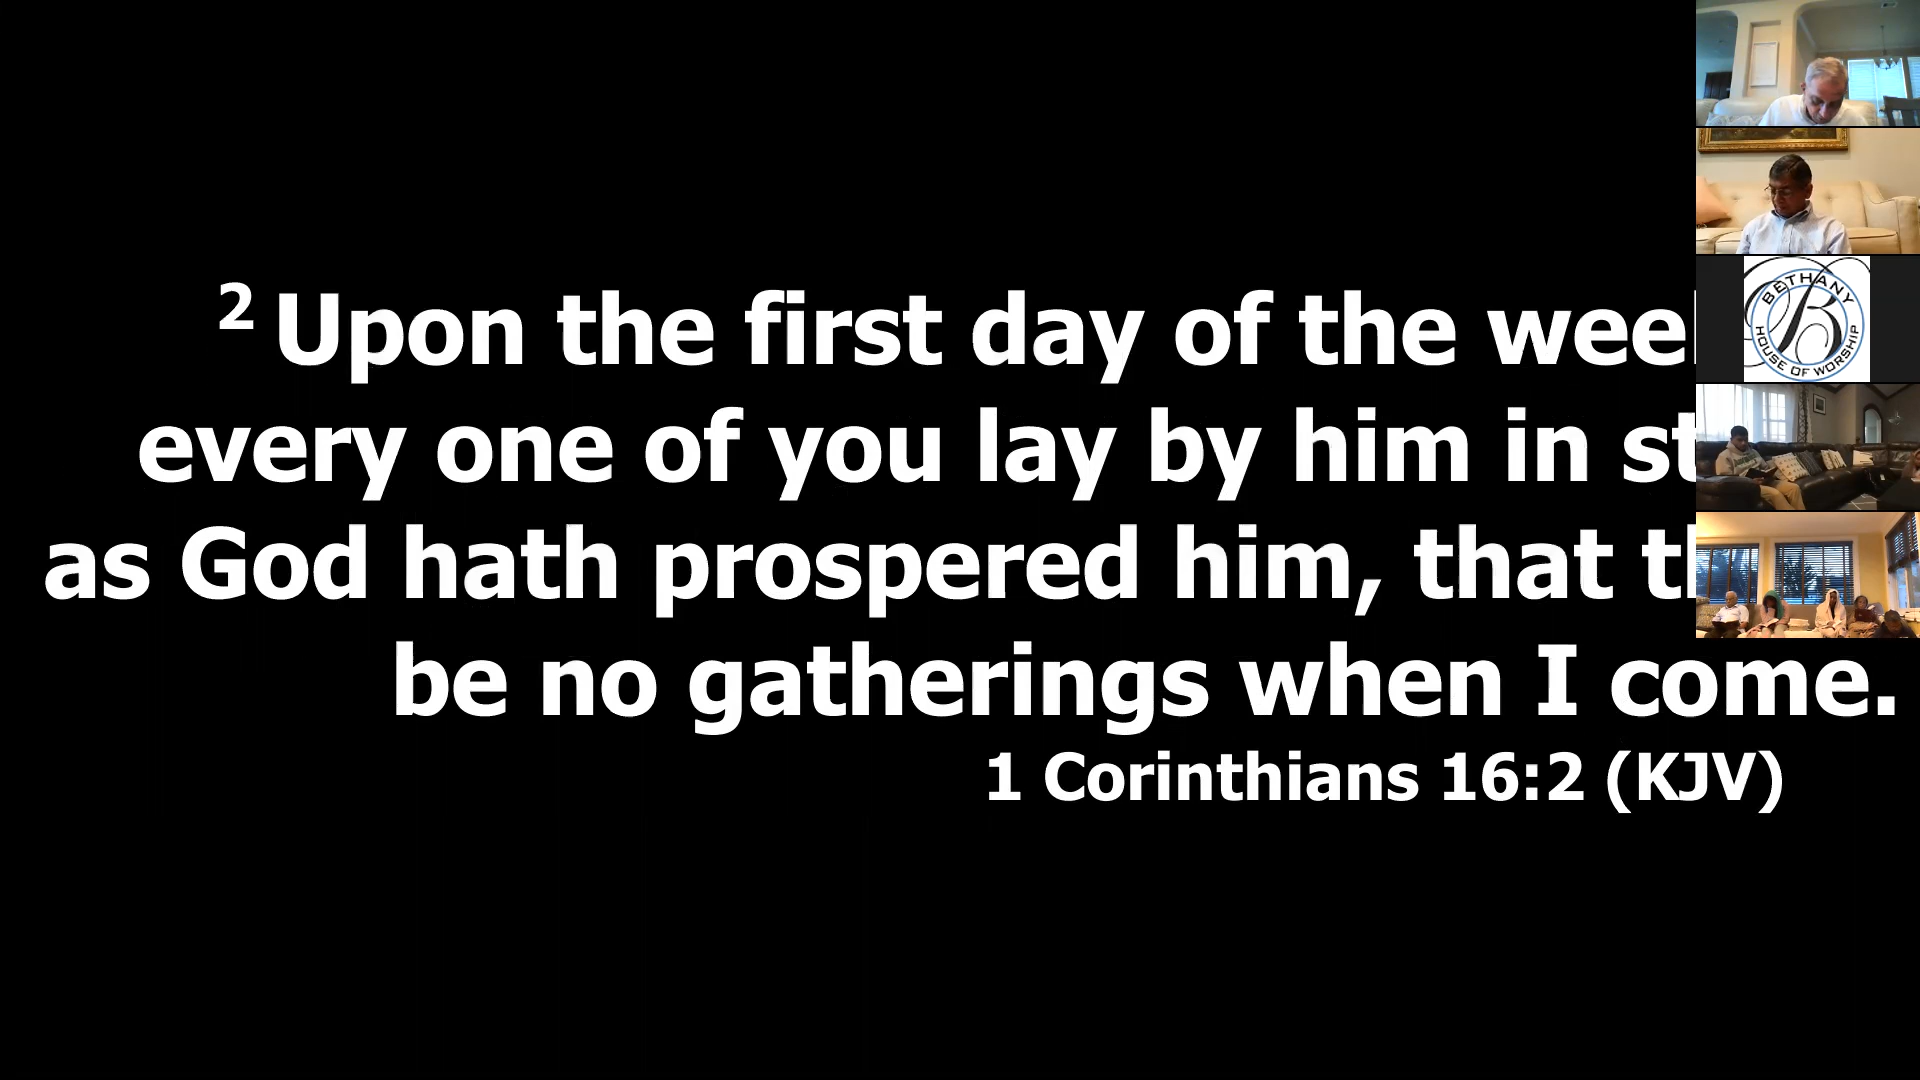 2 Upon the first day of the wee
every one of you lay by him in st
as God hath prospered him, that th
be no gatherings when I come.
1 Corinthians 16:2 (KJV)
BETHANY
B
HOUSE OF WORSHIP